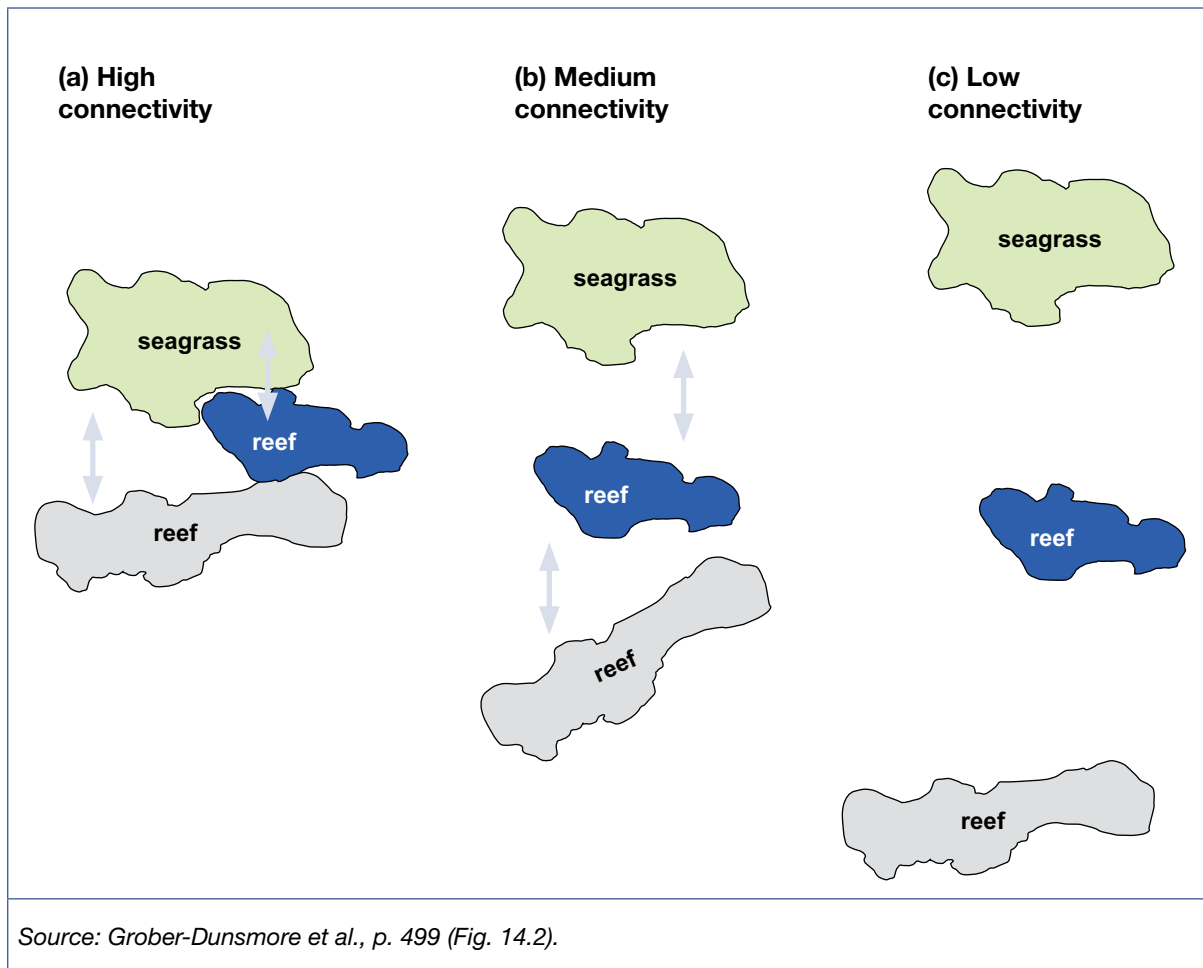 (a) High
connectivity
seagrass
reef
reef
(b) Medium
connectivity
seagrass
reef
reef
(c) Low
connectivity
seagrass
reef
reef
Source: Grober-Dunsmore et al., p. 499 (Fig. 14.2).